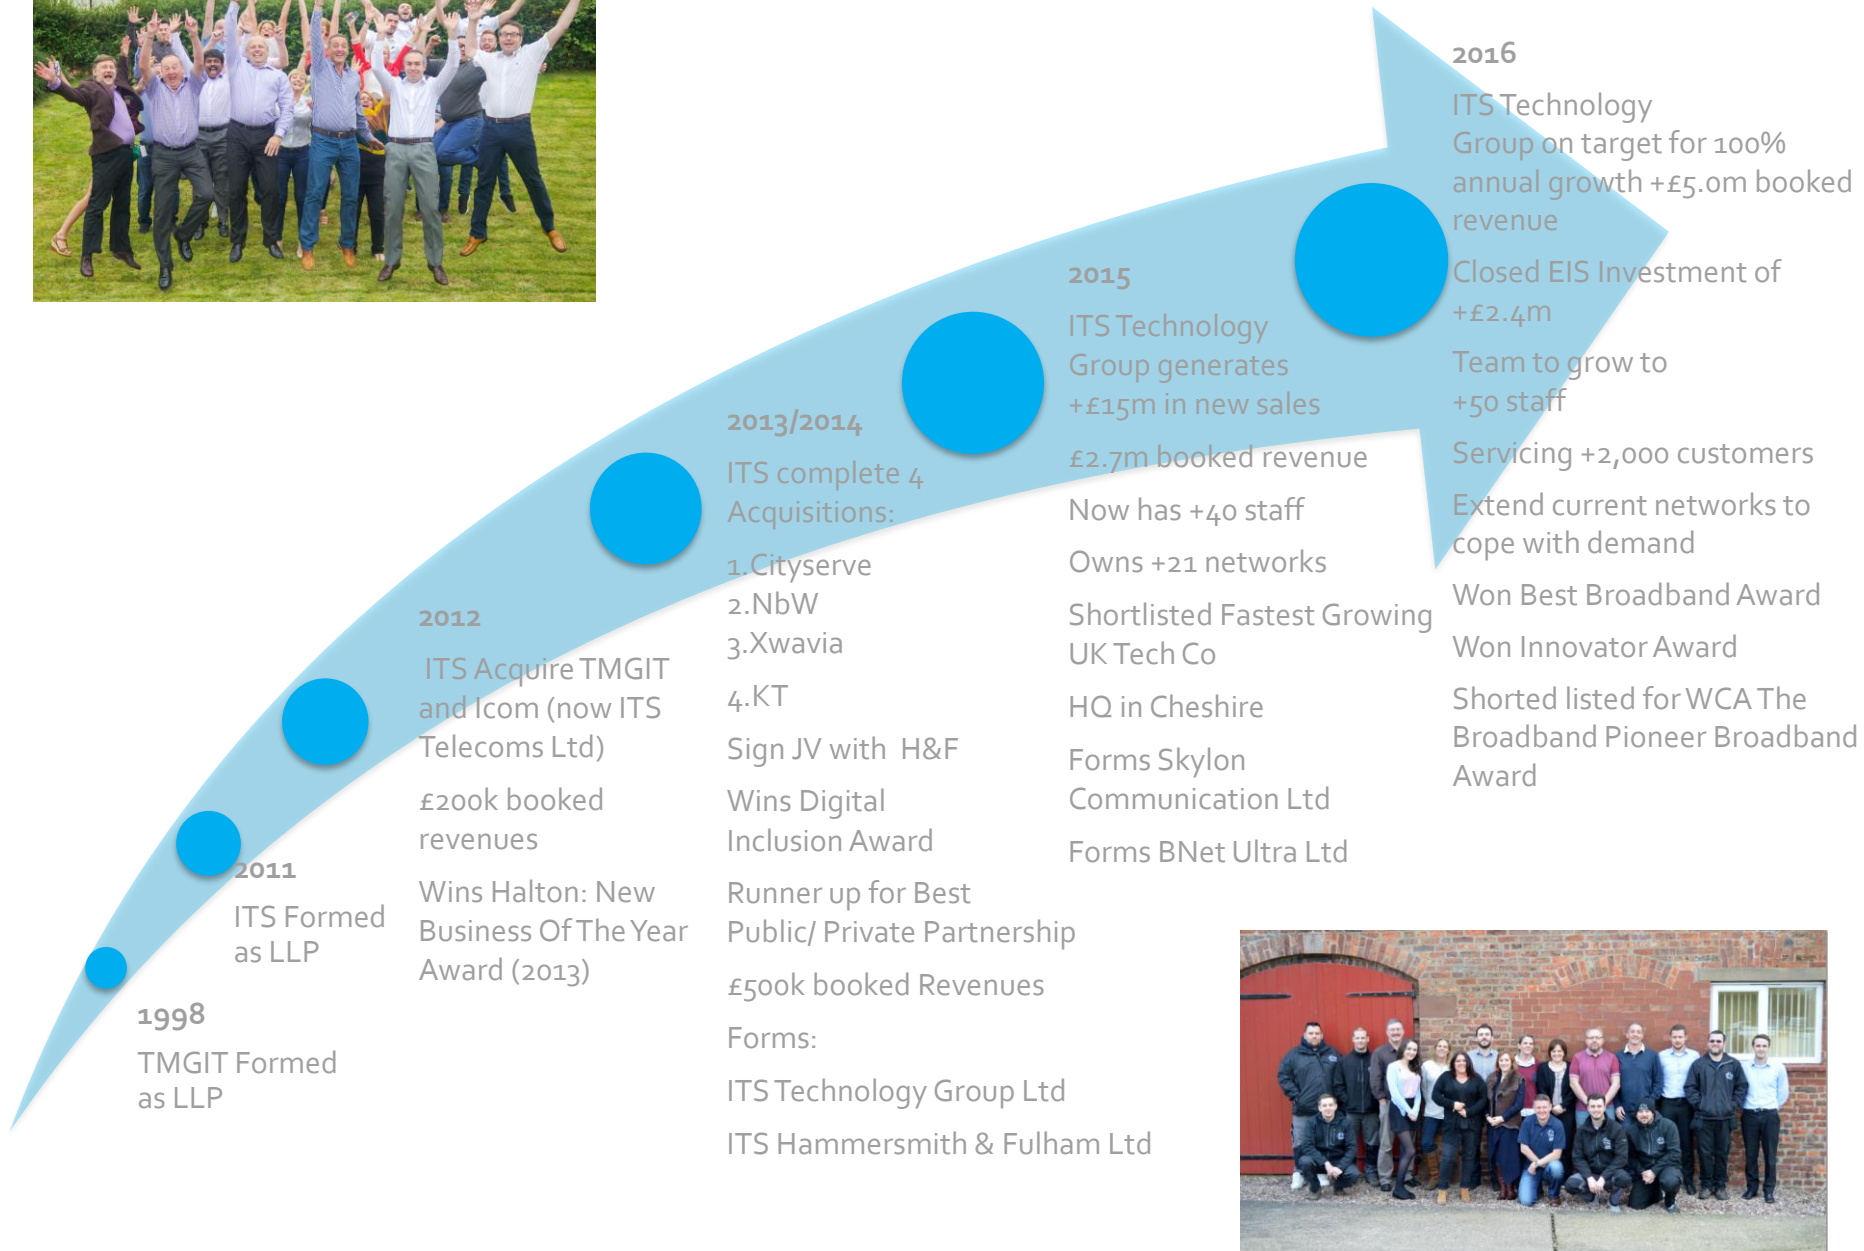 1998
TMGIT Formed
as LLP
2011
ITS Formed
as LLP
2012
ITS Acquire TMGIT
and Icom (now ITS
Telecoms Ltd)
£200k booked
revenues
Wins Halton: New
Business Of The Year
Award (2013)
2013/2014
ITS complete 4
Acquisitions:
1.Cityserve
2.NbW
3.Xwavia
4.KT
Sign JV with H&F
Wins Digital
Inclusion Award
Runner up for Best
Public/ Private Partnership
£500k booked Revenues
Forms:
ITS Technology Group Ltd
ITS Hammersmith & Fulham Ltd
2015
ITS Technology
Group generates
+£15m in new sales
£2.7m booked revenue
Now has +40 staff
Owns +21 networks
Shortlisted Fastest Growing
UK Tech Co
HQ in Cheshire
Forms Skylon
Communication Ltd
Forms BNet Ultra Ltd
2016
ITS Technology
Group on target for 100%
annual growth +£5.0m booked
revenue
Closed EIS Investment of
+£2.4m
Team to grow to
+50 staff
Servicing +2,000 customers
Extend current networks to
cope with demand
Won Best Broadband Award
Won Innovator Award
Shorted listed for WCA The
Broadband Pioneer Broadband
Award